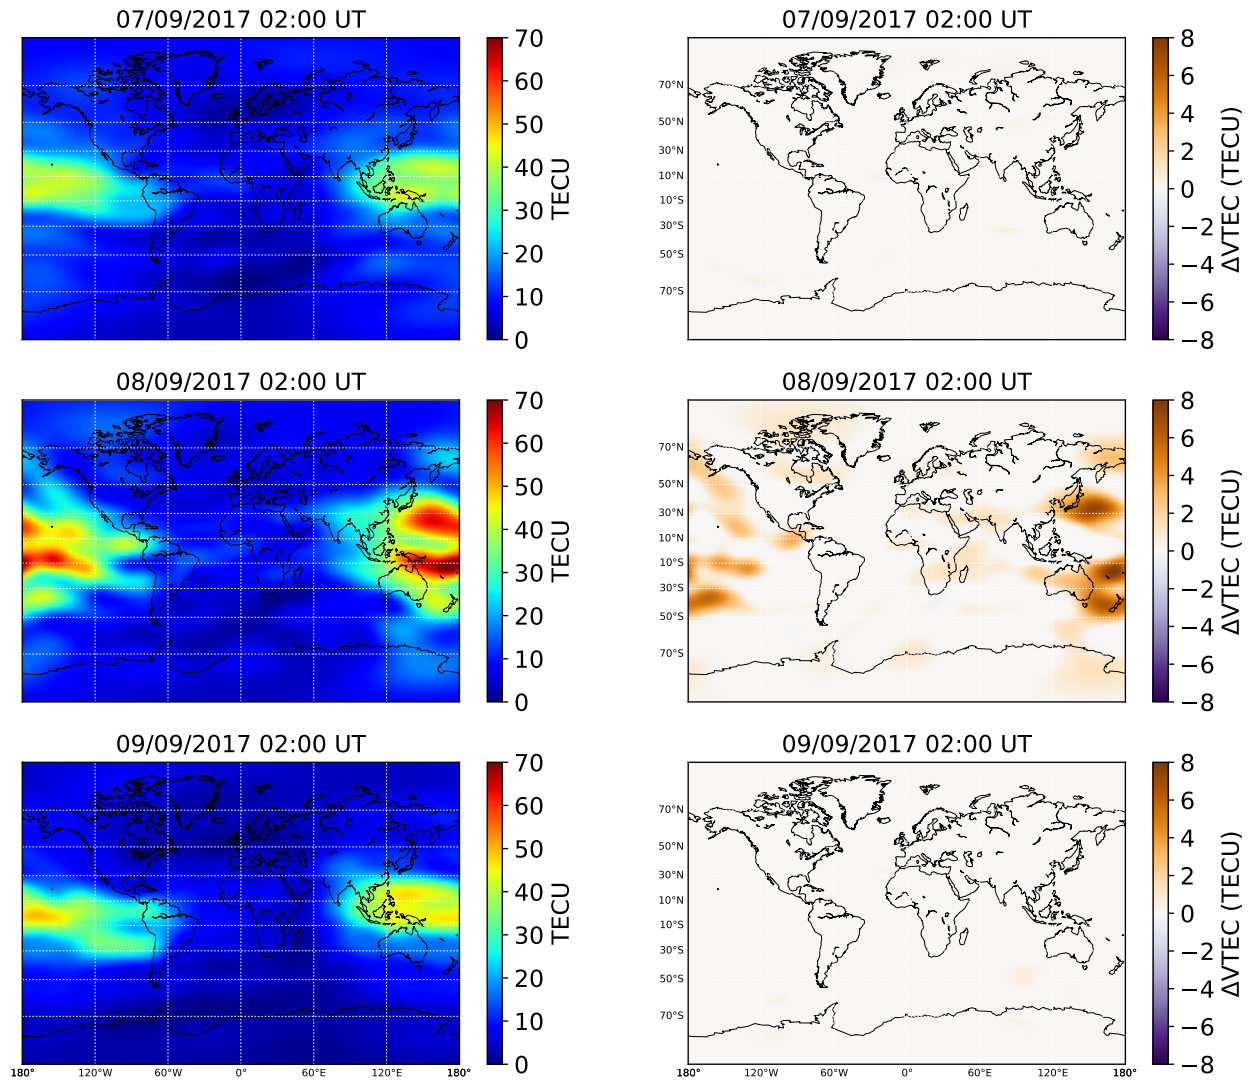 07/09/2017 02:00 UT
70
60
50
40
30
20
10
0
TECU
07/09/2017 02:00 UT
70°N
50°N
30°N
10°N
10°S
30°S
50°S
70°S
8
6
4
2
0
−2
−4
−6
−8
ΔVTEC (TECU)
08/09/2017 02:00 UT
70
60
50
40
30
20
10
0
TECU
08/09/2017 02:00 UT
70°N
50°N
30°N
10°N
10°S
30°S
50°S
70°S
8
6
4
2
0
−2
−4
−6
−8
ΔVTEC (TECU)
09/09/2017 02:00 UT
70
60
50
40
30
20
10
0
TECU
180° 120°W 60°W 0° 60°E 120°E 180°
09/09/2017 02:00 UT
70°N
50°N
30°N
10°N
10°S
30°S
50°S
70°S
8
6
4
2
0
−2
−4
−6
−8
ΔVTEC (TECU)
180° 120°W 60°W 0° 60°E 120°E 180°